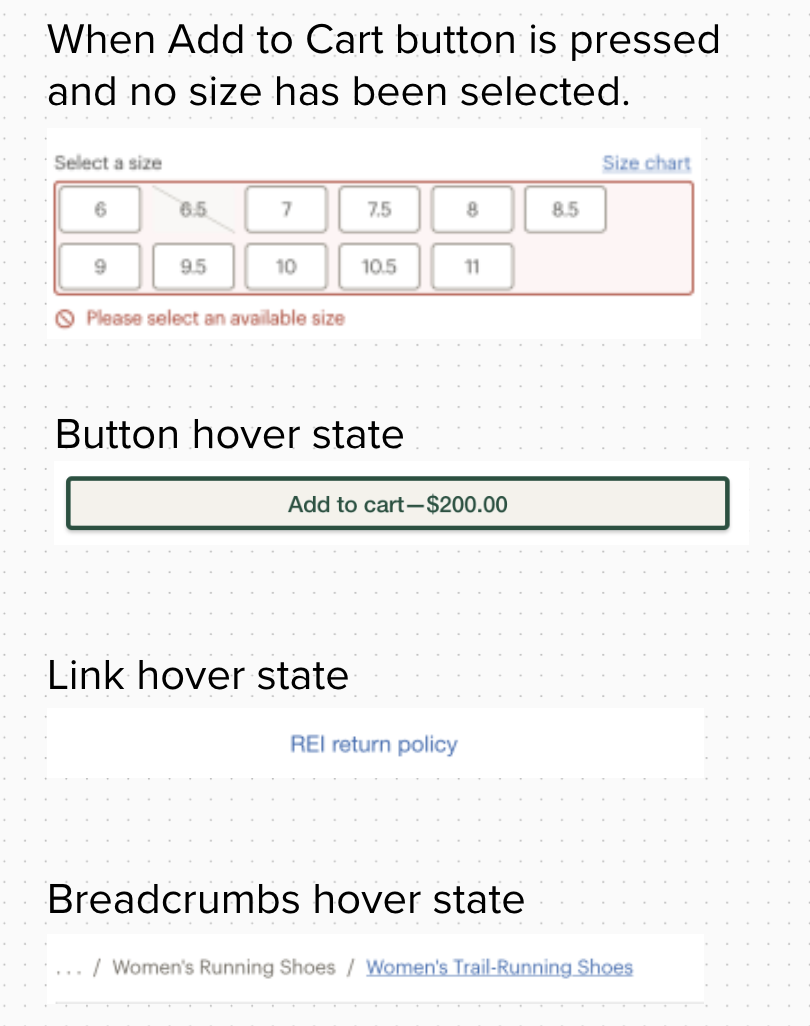 When Add to Cart button is pressed
and no size has been selected.
Select a size Size chart
6 6.5 7 7.5 8 8.5
9 9.5 10 10.5 11
Please select an available size
Button hover state
Add to cart—$200.00
Link hover state
REI return policy
Breadcrumbs hover state
... / Women's Running Shoes / Women's Trail-Running Shoes